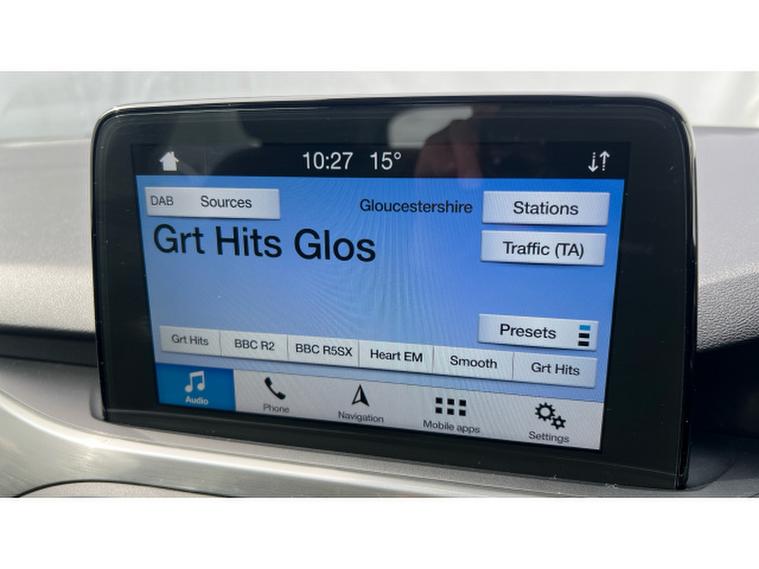 10:27 15°
DAB Sources
Gloucestershire
Stations
Grt Hits Glos
Traffic (TA)
Presets
Grt Hits
BBC R2
BBC R5SX
Heart EM
Smooth
Grt Hits
Audio
Phone
Navigation
Mobile apps
Settings